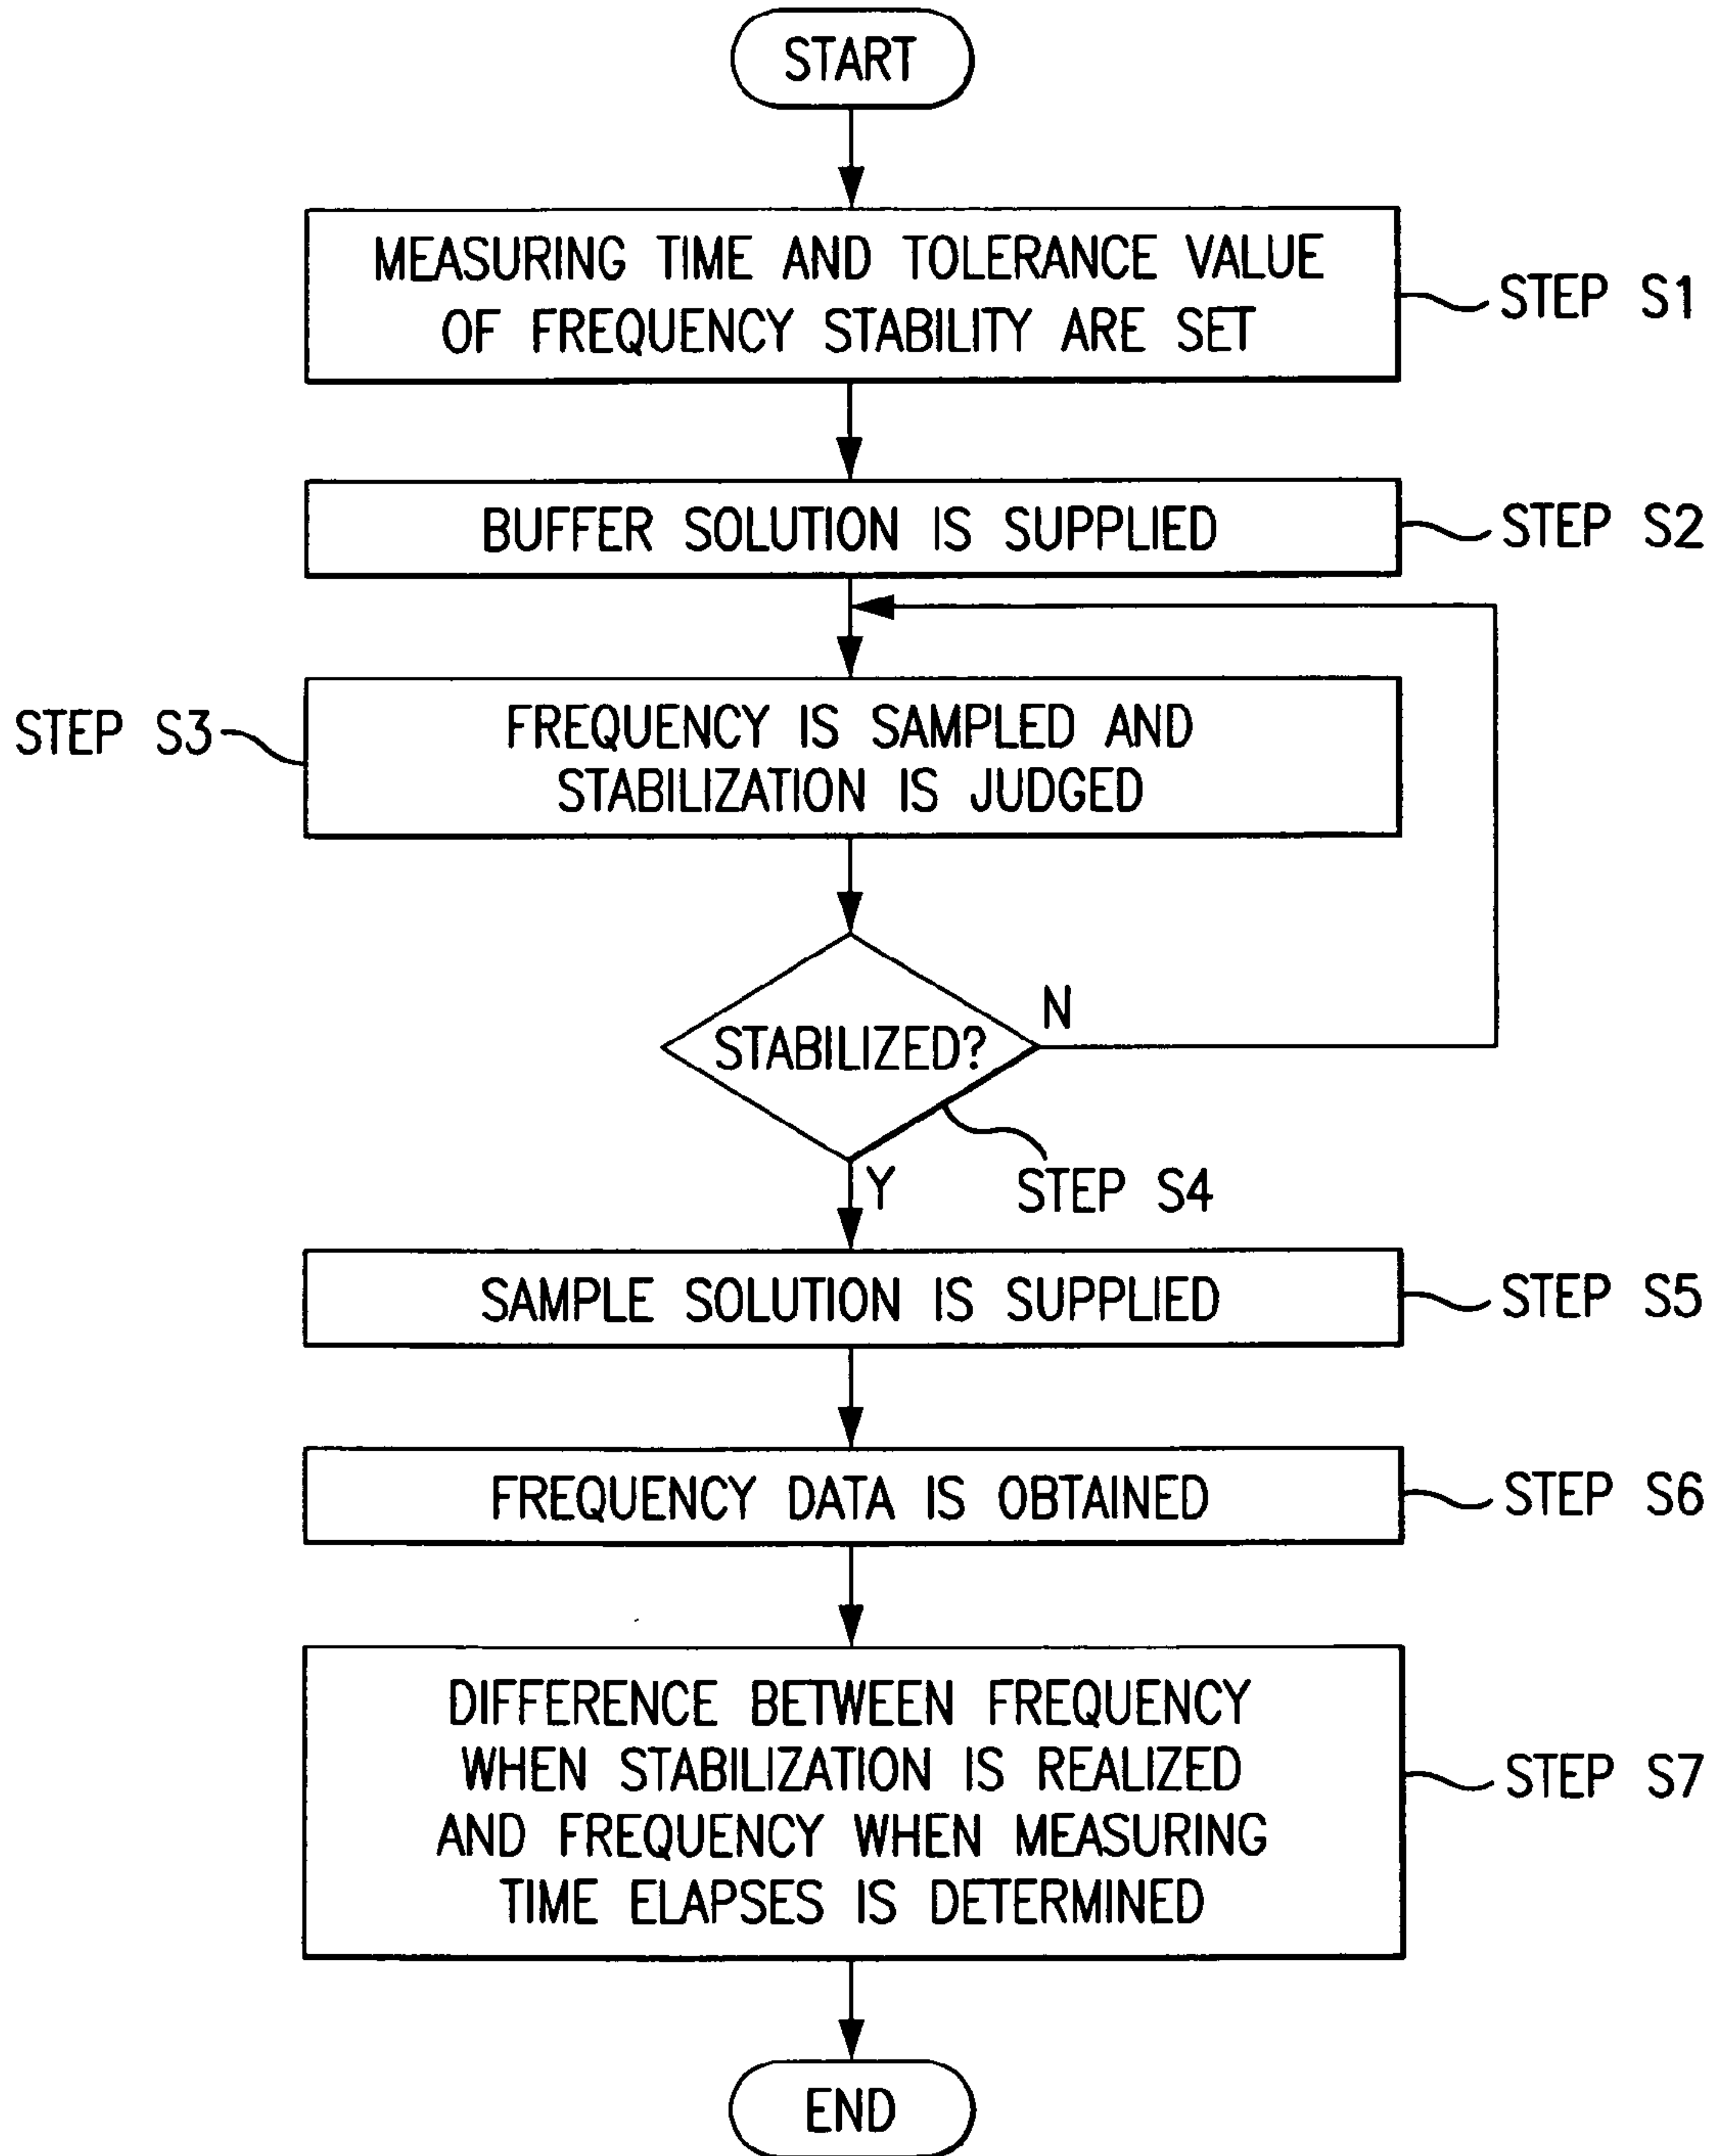 START
MEASURING TIME AND TOLERANCE VALUE
OF FREQUENCY STABILITY ARE SET
STEP S1
BUFFER SOLUTION IS SUPPLIED
STEP S2
STEP S3
FREQUENCY IS SAMPLED AND
STABILIZATION IS JUDGED
STABILIZED?
N
Y
STEP S4
SAMPLE SOLUTION IS SUPPLIED
STEP S5
FREQUENCY DATA IS OBTAINED
STEP S6
DIFFERENCE BETWEEN FREQUENCY
WHEN STABILIZATION IS REALIZED
AND FREQUENCY WHEN MEASURING
TIME ELAPSES IS DETERMINED
STEP S7
END